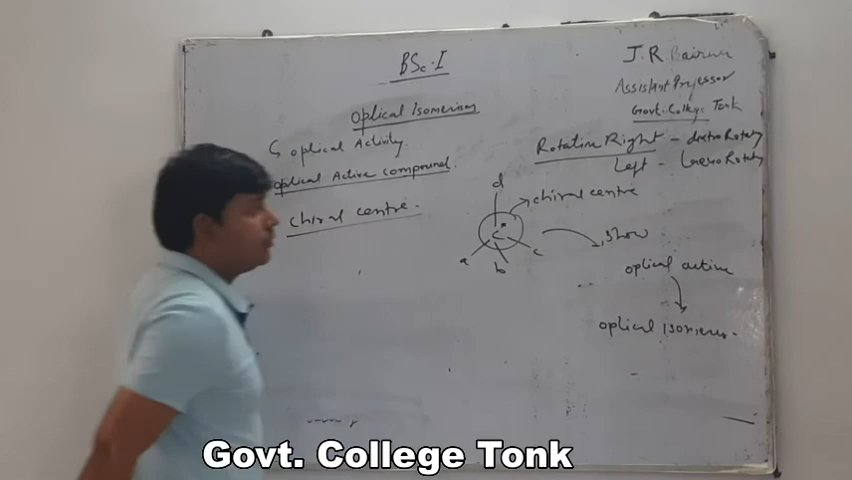 BSc. I
J. R. Bairwa
Assistant Professor
Govt. College Tonk
Optical Isomerism
optical Activity
optical Active compound.
chiral centre.
Rotation Right - dextro Rotatory
Left - Laevo Rotatory
d
chiral centre
C *
a
b
c
show
optical active
optical isomers.
Govt. College Tonk